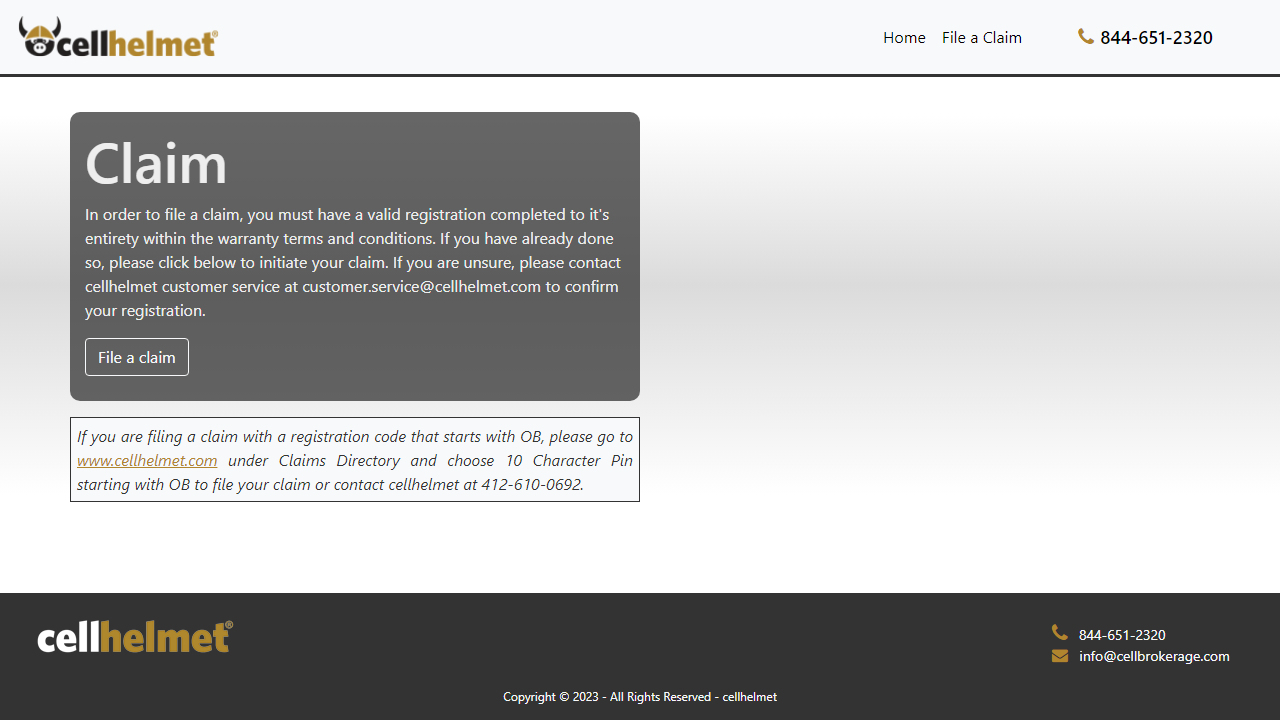 cellhelmet®
Home
File a Claim
844-651-2320
Claim
In order to file a claim, you must have a valid registration completed to it's
entirety within the warranty terms and conditions. If you have already done
so, please click below to initiate your claim. If you are unsure, please contact
cellhelmet customer service at customer.service@cellhelmet.com to confirm
your registration.
File a claim
If you are filing a claim with a registration code that starts with OB, please go to
www.cellhelmet.com under Claims Directory and choose 10 Character Pin
starting with OB to file your claim or contact cellhelmet at 412-610-0692.
cellhelmet®
844-651-2320
info@cellbrokerage.com
Copyright © 2023 - All Rights Reserved - cellhelmet